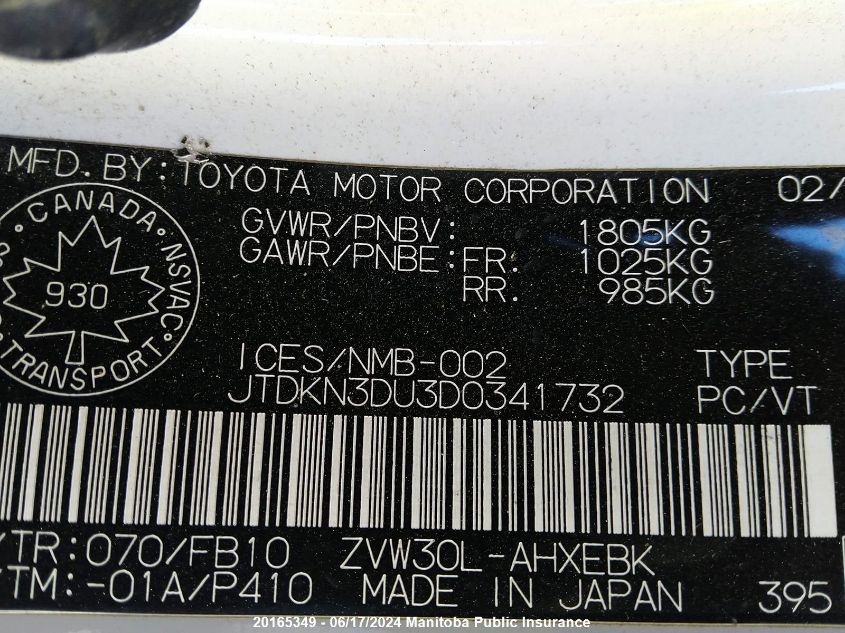 MFD. BY: TOYOTA MOTOR CORPORATION 02/
GVWR/PNBV: 1805KG
GAWR/PNBE: FR: 1025KG
RR: 985KG
CANADA
NSVAC
930
TRANSPORT
ICES/NMB-002 TYPE
JTDKN3DU3D0341732 PC/VT
/TR: 070/FB10 ZVW30L-AHXEBK
/TM: -01A/P410 MADE IN JAPAN 395
20165349 - 06/17/2024 Manitoba Public Insurance